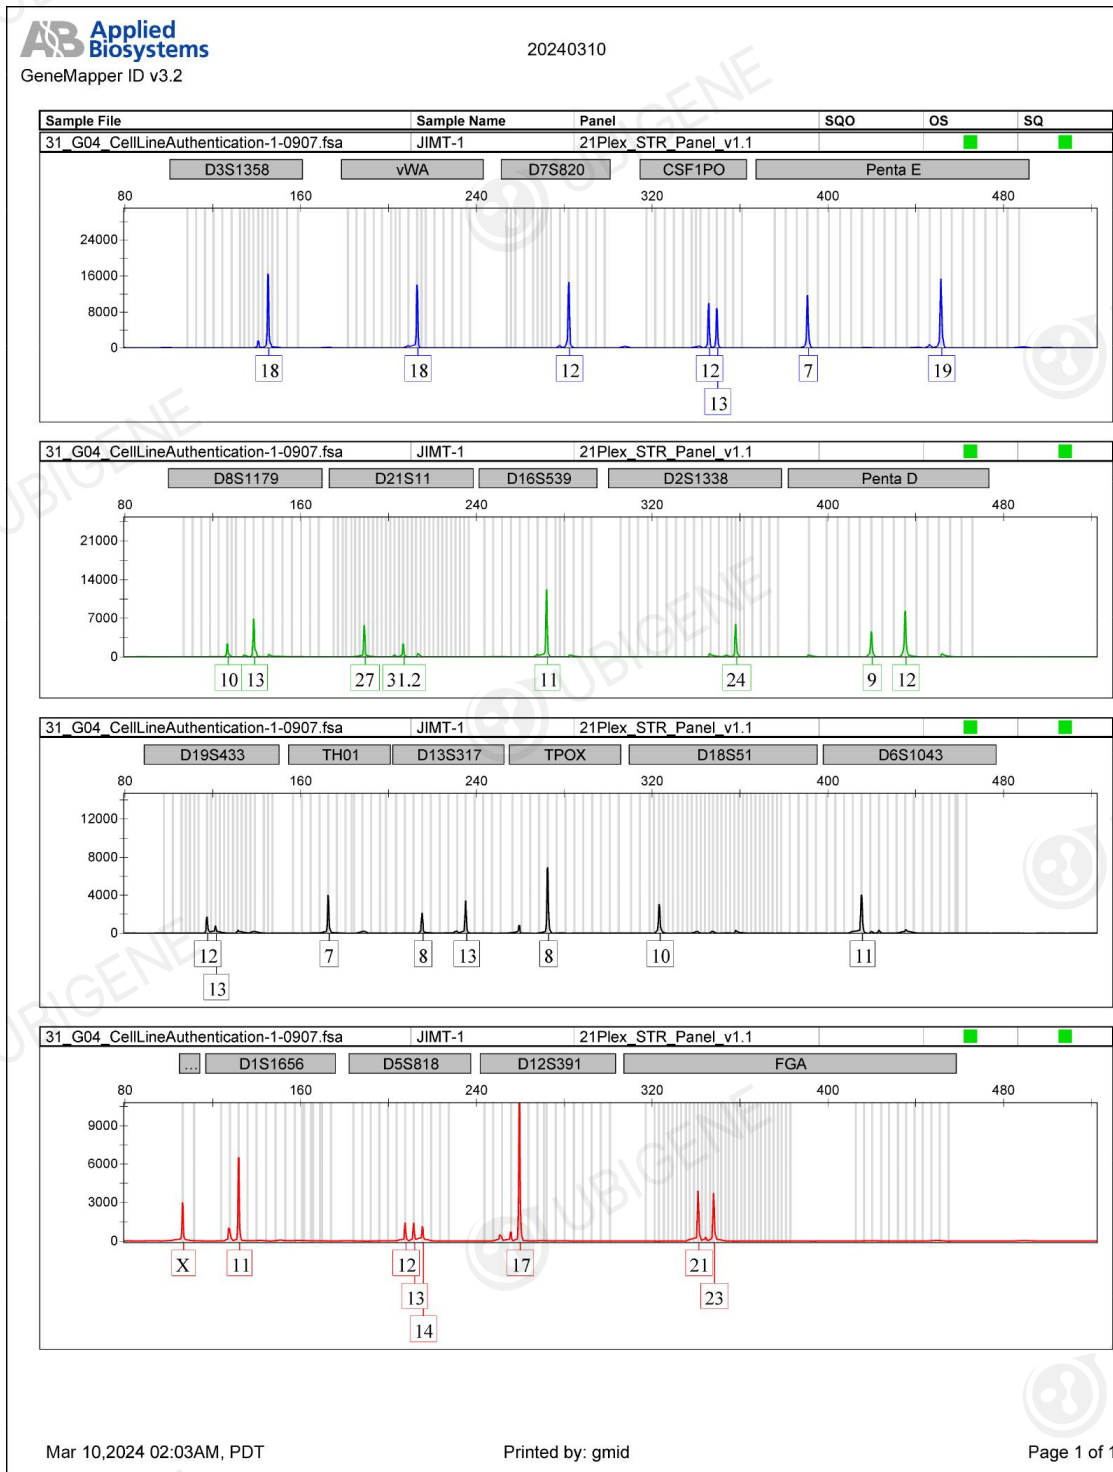 AB Applied Biosystems
20240310
GeneMapper ID v3.2
Sample File Sample Name Panel SQO OS SQ
31_G04_CellLineAuthentication-1-0907.fsa JIMT-1 21Plex_STR_Panel_v1.1
D3S1358 vWA D7S820 CSF1PO Penta E
80 160 240 320 400 480
24000
16000
8000
0
18 18 12 12 7 19
13
31_G04_CellLineAuthentication-1-0907.fsa JIMT-1 21Plex_STR_Panel_v1.1
D8S1179 D21S11 D16S539 D2S1338 Penta D
80 160 240 320 400 480
21000
14000
7000
0
10 13 27 31.2 11 24 9 12
31_G04_CellLineAuthentication-1-0907.fsa JIMT-1 21Plex_STR_Panel_v1.1
D19S433 TH01 D13S317 TPOX D18S51 D6S1043
80 160 240 320 400 480
12000
8000
4000
0
12 7 8 13 8 10 11
13
31_G04_CellLineAuthentication-1-0907.fsa JIMT-1 21Plex_STR_Panel_v1.1
... D1S1656 D5S818 D12S391 FGA
80 160 240 320 400 480
9000
6000
3000
0
X 11 12 17 21
13 23
14
Mar 10,2024 02:03AM, PDT Printed by: gmid Page 1 of 1
UBIGENE
UBIGENE
UBIGENE
UBIGENE
UBIGENE